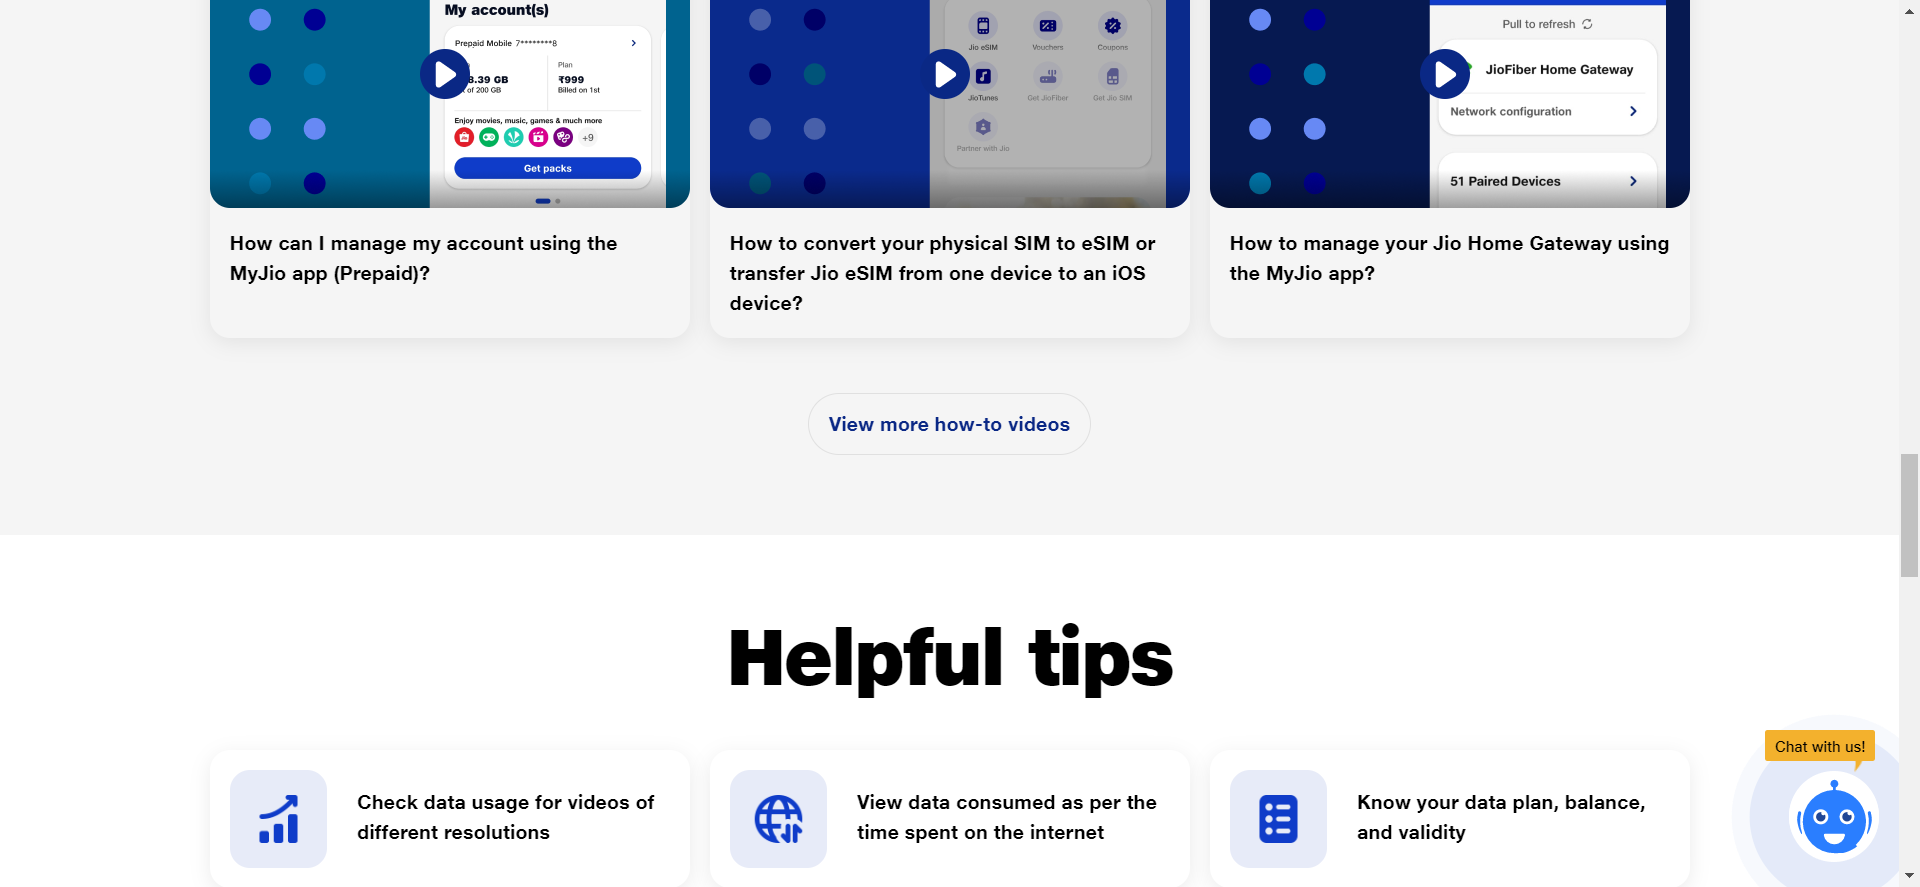 My account(s)
Prepaid Mobile 7********8
8.39 GB
of 200 GB
Plan
₹999
Billed on 1st
Enjoy movies, music, games & much more
+9
Get packs
Jio eSIM
Vouchers
Coupons
JioTunes
Get JioFiber
Get Jio SIM
Partner with Jio
Pull to refresh
JioFiber Home Gateway
Network configuration
51 Paired Devices
How can I manage my account using the
MyJio app (Prepaid)?
How to convert your physical SIM to eSIM or
transfer Jio eSIM from one device to an iOS
device?
How to manage your Jio Home Gateway using
the MyJio app?
View more how-to videos
Helpful tips
Chat with us!
Check data usage for videos of
different resolutions
View data consumed as per the
time spent on the internet
Know your data plan, balance,
and validity